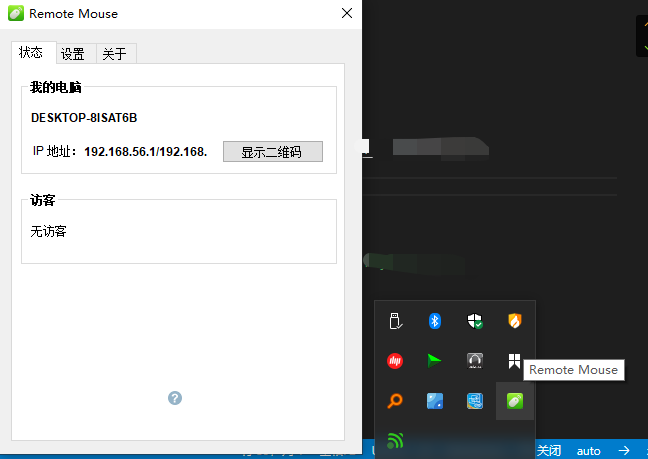 Remote Mouse
状态 设置 关于
我的电脑
DESKTOP-8ISAT6B
IP 地址: 192.168.56.1/192.168. 显示二维码
访客
无访客
Remote Mouse
关闭 auto